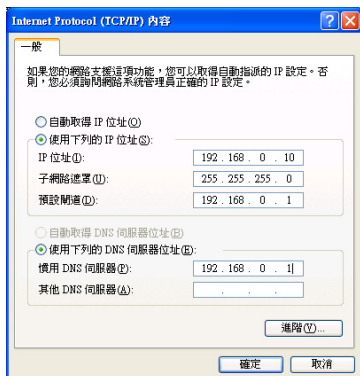 Internet Protocol (TCP/IP) 內容
一般
如果您的網路支援這項功能，您可以取得自動指派的 IP 設定。否
則，您必須詢問網路系統管理員正確的 IP 設定。
自動取得 IP 位址(O)
使用下列的 IP 位址(S):
IP 位址(I): 192 . 168 . 0 . 10
子網路遮罩(U): 255 . 255 . 255 . 0
預設閘道(D): 192 . 168 . 0 . 1
自動取得 DNS 伺服器位址(B)
使用下列的 DNS 伺服器位址(E):
慣用 DNS 伺服器(P): 192 . 168 . 0 . 1
其他 DNS 伺服器(A): . . .
進階(V)...
確定 取消